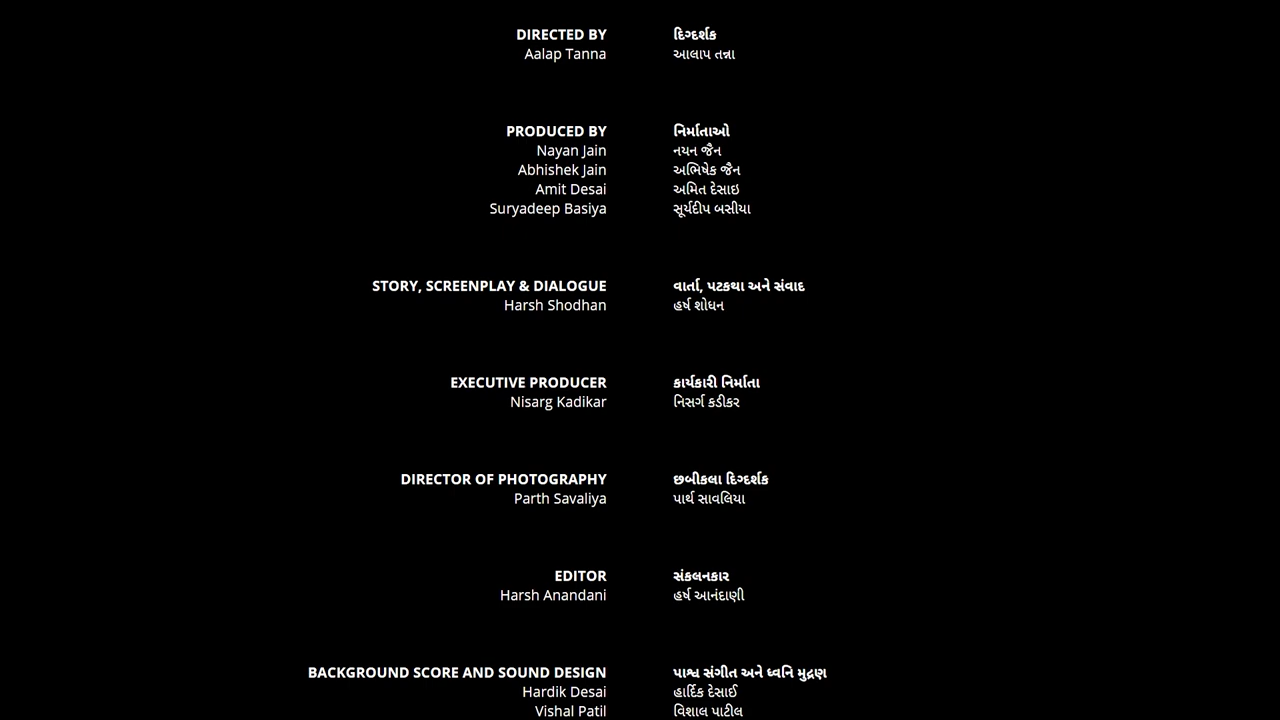 DIRECTED BY દિગ્દર્શક
Aalap Tanna આલાપ તન્ના
PRODUCED BY નિર્માતાઓ
Nayan Jain નયન જૈન
Abhishek Jain અભિષેક જૈન
Amit Desai અમિત દેસાઇ
Suryadeep Basiya સૂર્યદીપ બસીયા
STORY, SCREENPLAY & DIALOGUE વાર્તા, પટકથા અને સંવાદ
Harsh Shodhan હર્ષ શોધન
EXECUTIVE PRODUCER કાર્યકારી નિર્માતા
Nisarg Kadikar નિસર્ગ કડીકર
DIRECTOR OF PHOTOGRAPHY છબીકલા દિગ્દર્શક
Parth Savaliya પાર્થ સાવલિયા
EDITOR સંકલનકાર
Harsh Anandani હર્ષ આનંદાણી
BACKGROUND SCORE AND SOUND DESIGN પાશ્વ સંગીત અને ધ્વનિ મુદ્રણ
Hardik Desai હાર્દિક દેસાઈ
Vishal Patil વિશાલ પાટીલ